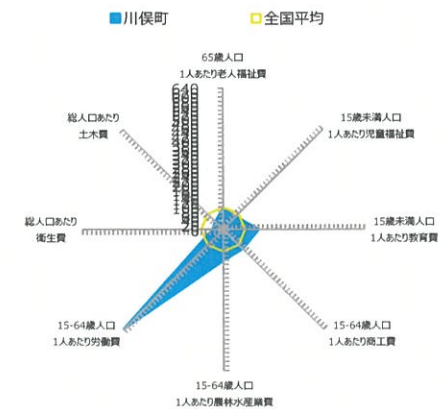 川俣町
全国平均
65歳人口
1人あたり老人福祉費
総人口あたり
土木費
15歳未満人口
1人あたり児童福祉費
総人口あたり
衛生費
15歳未満人口
1人あたり教育費
15-64歳人口
1人あたり労働費
15-64歳人口
1人あたり商工費
15-64歳人口
1人あたり農林水産業費